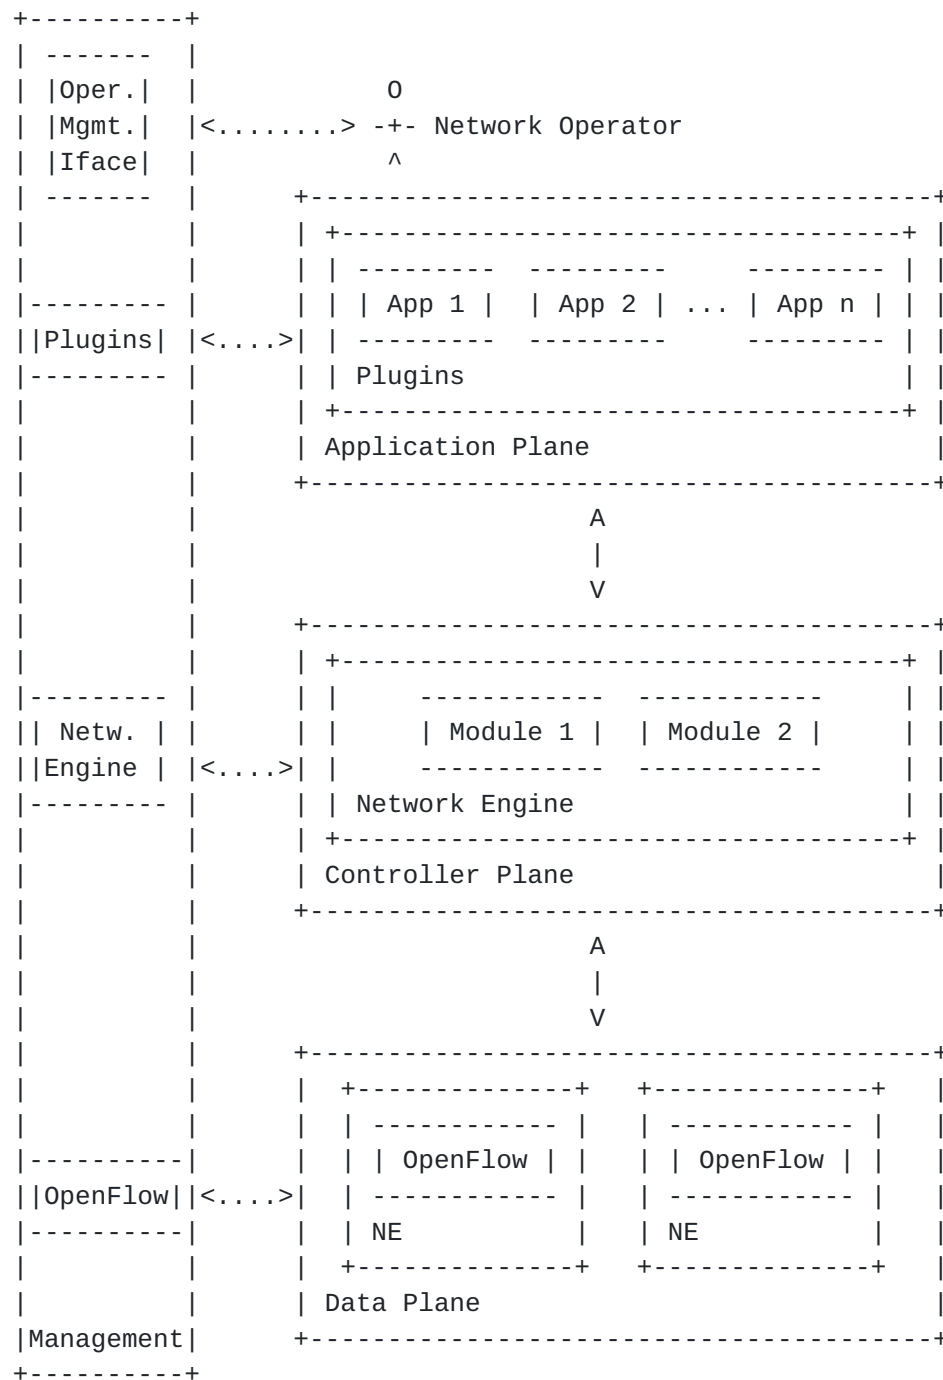 +----------+
| -------  |
| |Oper.|  |            O
| |Mgmt.|  |<........> -+- Network Operator
| |Iface|  |            ^
| -------  |      +----------------------------------------+
|          |      | +------------------------------------+ |
|          |      | | ---------  ---------     --------- | |
|--------- |      | | | App 1 |  | App 2 | ... | App n | | |
||Plugins| |<....>| | ---------  ---------     --------- | |
|--------- |      | | Plugins                            | |
|          |      | +------------------------------------+ |
|          |      | Application Plane                      |
|          |      +----------------------------------------+
|          |                         A
|          |                         |
|          |                         V
|          |      +----------------------------------------+
|          |      | +------------------------------------+ |
|--------- |      | |     ------------  ------------     | |
|| Netw. | |      | |     | Module 1 |  | Module 2 |     | |
||Engine | |<....>| |     ------------  ------------     | |
|--------- |      | | Network Engine                     | |
|          |      | +------------------------------------+ |
|          |      | Controller Plane                       |
|          |      +----------------------------------------+
|          |                         A
|          |                         |
|          |                         V
|          |      +----------------------------------------+
|          |      |  +--------------+   +--------------+   |
|          |      |  | ------------ |   | ------------ |   |
|----------|      |  | | OpenFlow | |   | | OpenFlow | |   |
||OpenFlow||<....>|  | ------------ |   | ------------ |   |
|----------|      |  | NE           |   | NE           |   |
|          |      |  +--------------+   +--------------+   |
|          |      | Data Plane                             |
|Management|      +----------------------------------------+
+----------+